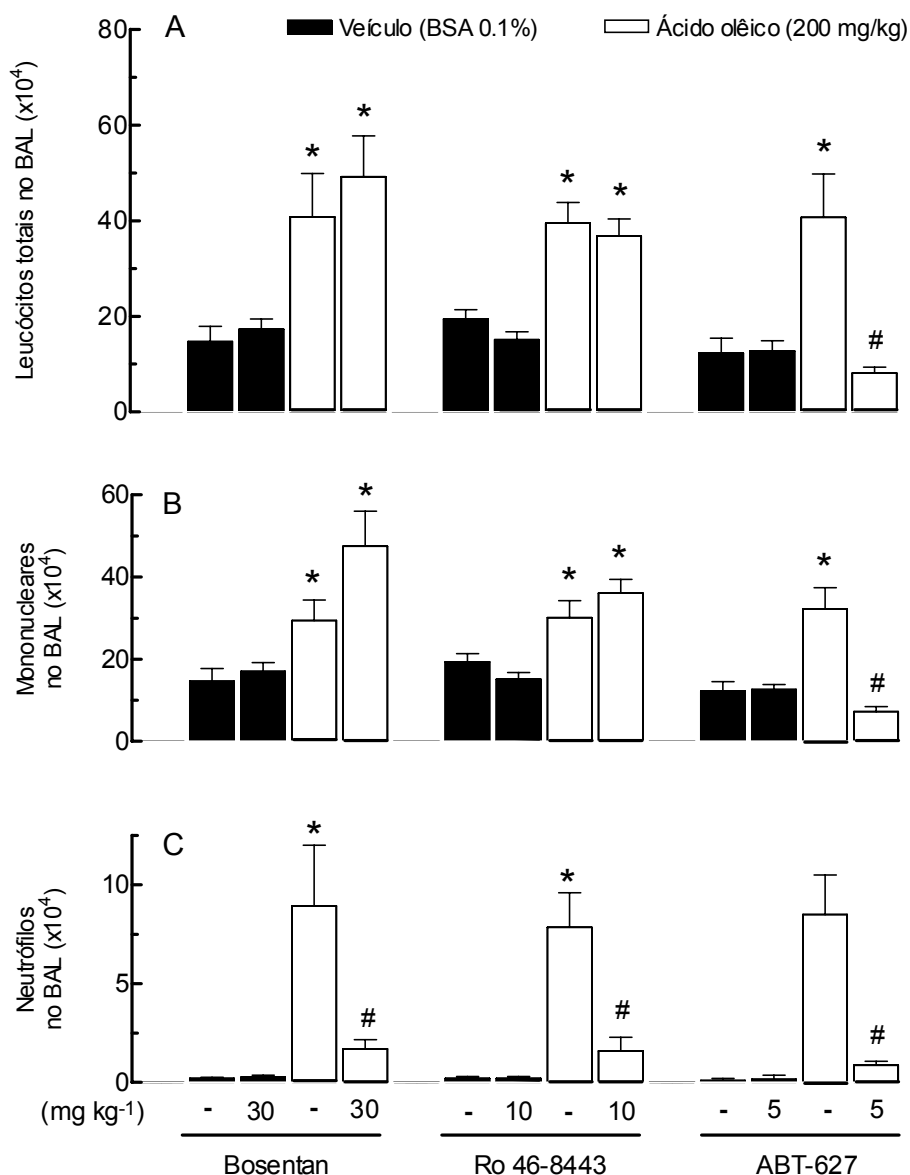 A
Veículo (BSA 0.1%)
Ácido olêico (200 mg/kg)
Leucócitos totais no BAL (x10⁴)
80
60
40
20
0
* * * * * #
B
Mononucleares
no BAL (x10⁴)
60
40
20
0
* * * * * #
C
Neutrófilos
no BAL (x10⁴)
10
5
0
* # * # #
(mg kg⁻¹) - 30 - 30 - 10 - 10 - 5 - 5
Bosentan Ro 46-8443 ABT-627